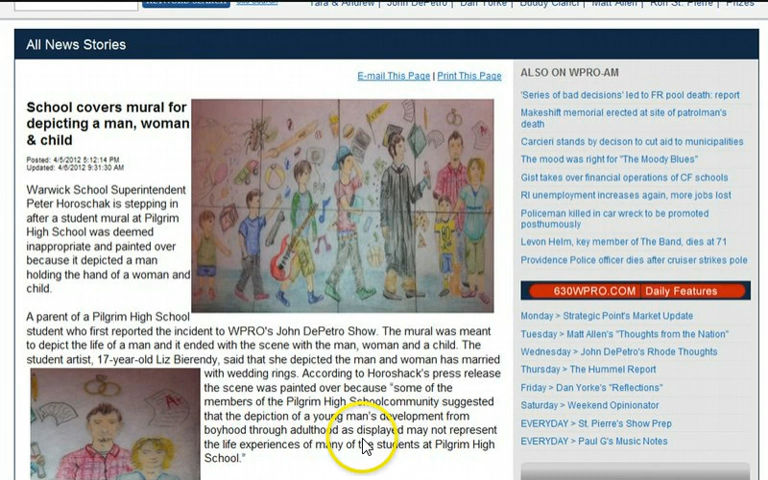 Tara & Andrew | John DePetro | Dan Yorke | Buddy Cianci | Matt Allen | Ron St. Pierre | Prizes
All News Stories
E-mail This Page | Print This Page
School covers mural for
depicting a man, woman
& child
Posted: 4/5/2012 5:12:14 PM
Updated: 4/6/2012 9:31:30 AM
Warwick School Superintendent
Peter Horoschak is stepping in
after a student mural at Pilgrim
High School was deemed
inappropriate and painted over
because it depicted a man
holding the hand of a woman and
child.
A parent of a Pilgrim High School
student who first reported the incident to WPRO's John DePetro Show. The mural was meant
to depict the life of a man and it ended with the scene with the man, woman and a child. The
student artist, 17-year-old Liz Bierendy, said that she depicted the man and woman has married
with wedding rings. According to Horoshack's press release
the scene was painted over because "some of the
members of the Pilgrim High Schoolcommunity suggested
that the depiction of a young man's development from
boyhood through adulthood as displayed may not represent
the life experiences of many of the students at Pilgrim High
School."
ALSO ON WPRO-AM
'Series of bad decisions' led to FR pool death: report
Makeshift memorial erected at site of patrolman's
death
Carcieri stands by decison to cut aid to municipalities
The mood was right for "The Moody Blues"
Gist takes over financial operations of CF schools
RI unemployment increases again, more jobs lost
Policeman killed in car wreck to be promoted
posthumously
Levon Helm, key member of The Band, dies at 71
Providence Police officer dies after cruiser strikes pole
630WPRO.COM | Daily Features
Monday > Strategic Point's Market Update
Tuesday > Matt Allen's "Thoughts from the Nation"
Wednesday > John DePetro's Rhode Thoughts
Thursday > The Hummel Report
Friday > Dan Yorke's "Reflections"
Saturday > Weekend Opinionator
EVERYDAY > St. Pierre's Show Prep
EVERYDAY > Paul G's Music Notes